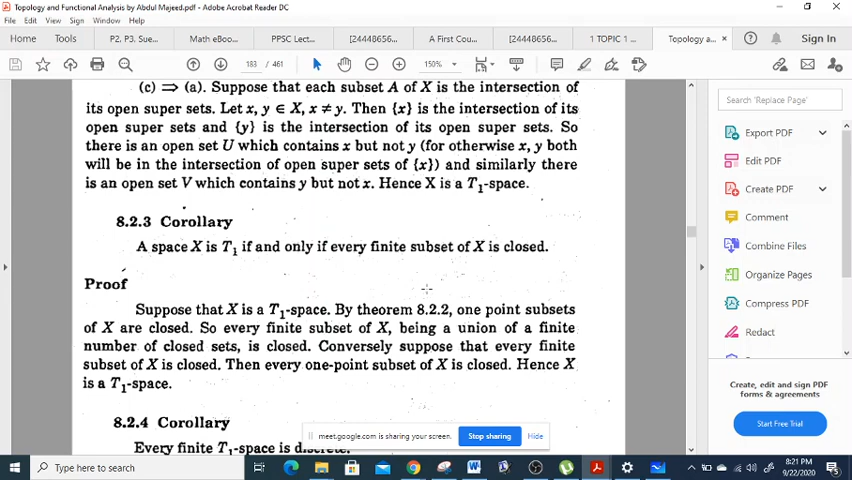 Topology and Functional Analysis by Abdul Majeed.pdf - Adobe Acrobat Reader DC
File Edit View Sign Window Help
Home Tools P2. P3. Sue... Math eBoo... PPSC Lectur... [24448656... A First Cour... [24448656... 1 TOPIC 1 ... Topology a... × Sign In
183 / 461 150%
(c) ⟹ (a). Suppose that each subset A of X is the intersection of
its open super sets. Let x, y ∈ X, x ≠ y. Then {x} is the intersection of its
open super sets and {y} is the intersection of its open super sets. So
there is an open set U which contains x but not y (for otherwise x, y both
will be in the intersection of open super sets of {x}) and similarly there
is an open set V which contains y but not x. Hence X is a T₁-space.
8.2.3 Corollary
A space X is T₁ if and only if every finite subset of X is closed.
Proof
Suppose that X is a T₁-space. By theorem 8.2.2, one point subsets
of X are closed. So every finite subset of X, being a union of a finite
number of closed sets, is closed. Conversely suppose that every finite
subset of X is closed. Then every one-point subset of X is closed. Hence X
is a T₁-space.
8.2.4 Corollary
Every finite T₁-space is discrete.
meet.google.com is sharing your screen. Stop sharing Hide
Search 'Replace Page'
Export PDF
Edit PDF
Create PDF
Comment
Combine Files
Organize Pages
Compress PDF
Redact
Create, edit and sign PDF
forms & agreements
Start Free Trial
Type here to search
8:21 PM
9/22/2020